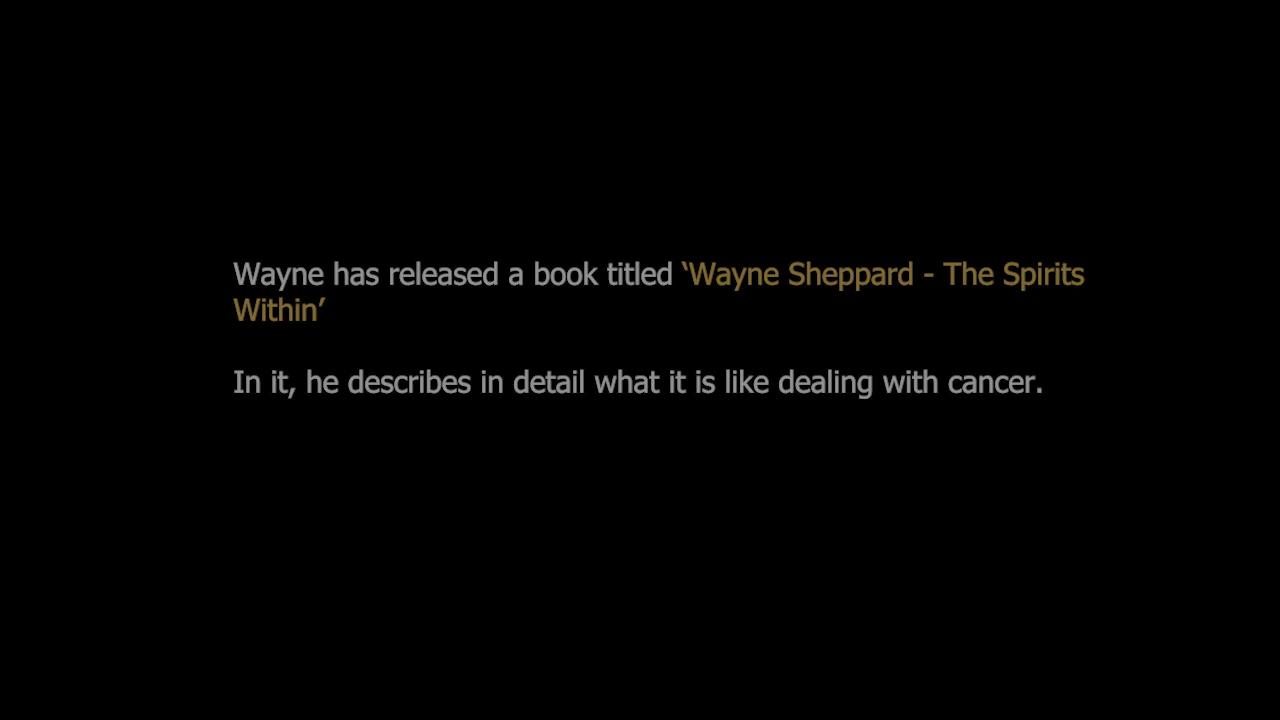 Wayne has released a book titled ‘Wayne Sheppard - The Spirits
Within’
In it, he describes in detail what it is like dealing with cancer.